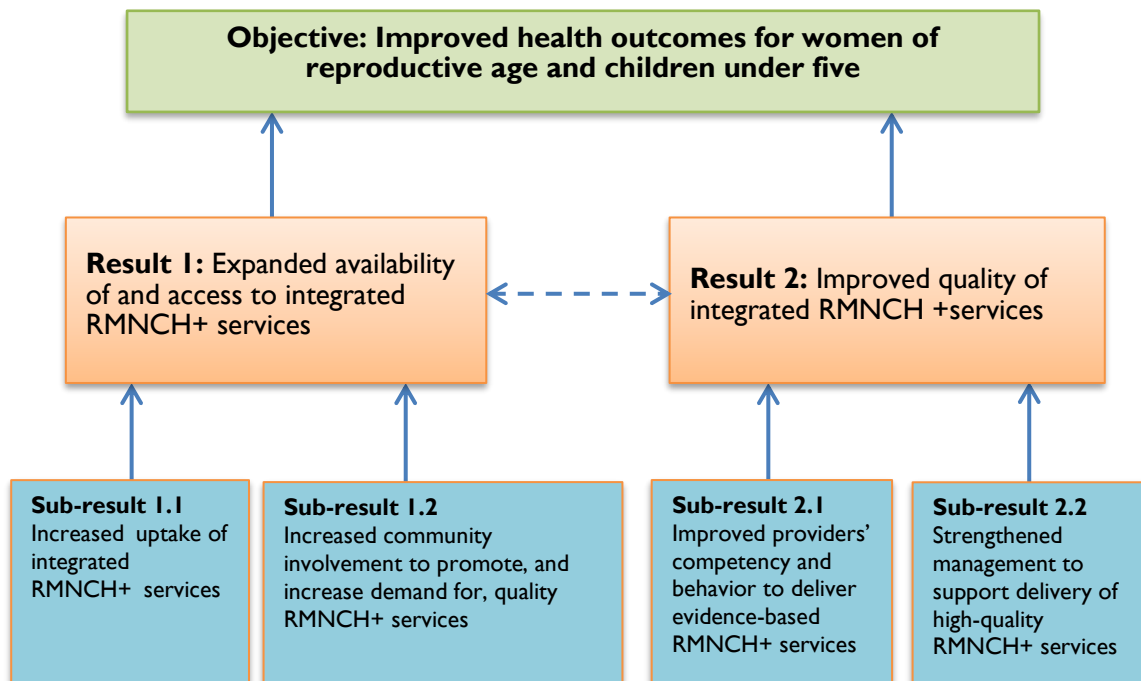 Objective: Improved health outcomes for women of
reproductive age and children under five
Result 1: Expanded availability
of and access to integrated
RMNCH+ services
Result 2: Improved quality of
integrated RMNCH +services
Sub-result 1.1
Increased uptake of
integrated
RMNCH+ services
Sub-result 1.2
Increased community
involvement to promote, and
increase demand for, quality
RMNCH+ services
Sub-result 2.1
Improved providers’
competency and
behavior to deliver
evidence-based
RMNCH+ services
Sub-result 2.2
Strengthened
management to
support delivery of
high-quality
RMNCH+ services